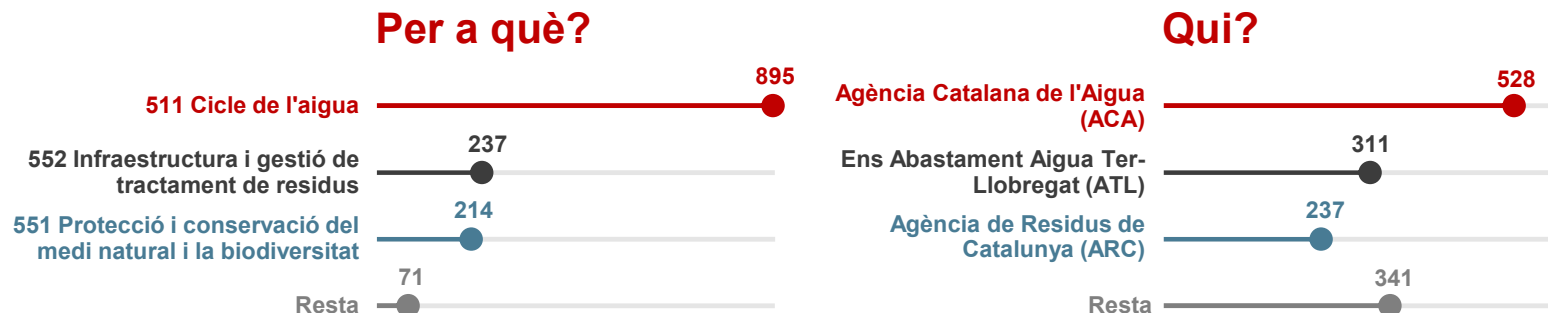 Per a què?
895
511 Cicle de l'aigua
237
552 Infraestructura i gestió de
tractament de residus
214
551 Protecció i conservació del
medi natural i la biodiversitat
71
Resta
Qui?
528
Agència Catalana de l'Aigua
(ACA)
311
Ens Abastament Aigua Ter-
Llobregat (ATL)
237
Agència de Residus de
Catalunya (ARC)
341
Resta